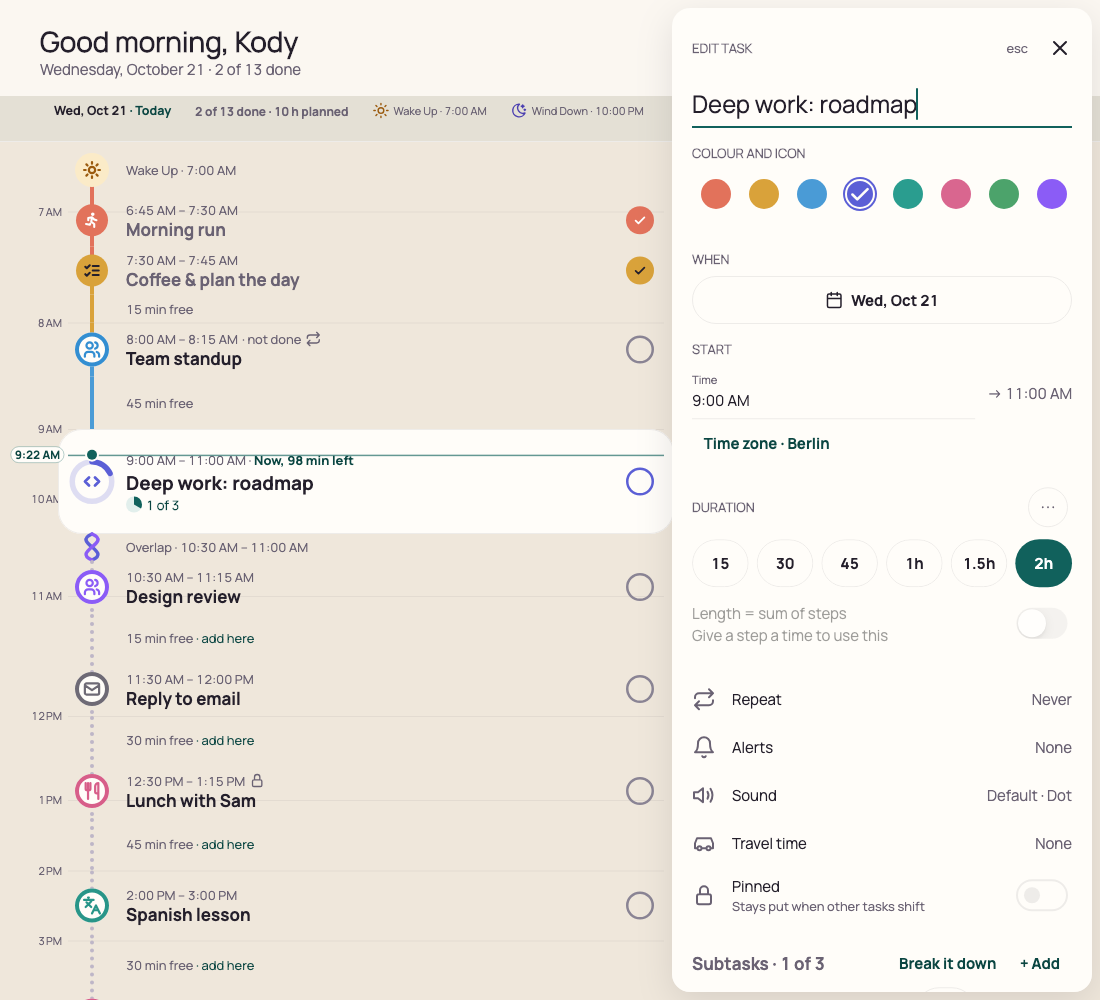 Good morning, Kody
Wednesday, October 21 · 2 of 13 done
Wed, Oct 21 · Today
2 of 13 done · 10 h planned
Wake Up · 7:00 AM
Wind Down · 10:00 PM
Wake Up · 7:00 AM
7 AM
6:45 AM – 7:30 AM
Morning run
7:30 AM – 7:45 AM
Coffee & plan the day
15 min free
8 AM
8:00 AM – 8:15 AM · not done
Team standup
45 min free
9 AM
9:22 AM
9:00 AM – 11:00 AM · Now, 98 min left
Deep work: roadmap
10 AM
1 of 3
Overlap · 10:30 AM – 11:00 AM
10:30 AM – 11:15 AM
11 AM
Design review
15 min free · add here
11:30 AM – 12:00 PM
Reply to email
12 PM
30 min free · add here
12:30 PM – 1:15 PM
1 PM
Lunch with Sam
45 min free · add here
2 PM
2:00 PM – 3:00 PM
Spanish lesson
3 PM
30 min free · add here
EDIT TASK
esc
Deep work: roadmap
COLOUR AND ICON
WHEN
Wed, Oct 21
START
Time
9:00 AM
→ 11:00 AM
Time zone · Berlin
DURATION
...
15
30
45
1h
1.5h
2h
Length = sum of steps
Give a step a time to use this
Repeat
Never
Alerts
None
Sound
Default · Dot
Travel time
None
Pinned
Stays put when other tasks shift
Subtasks · 1 of 3
Break it down
+ Add